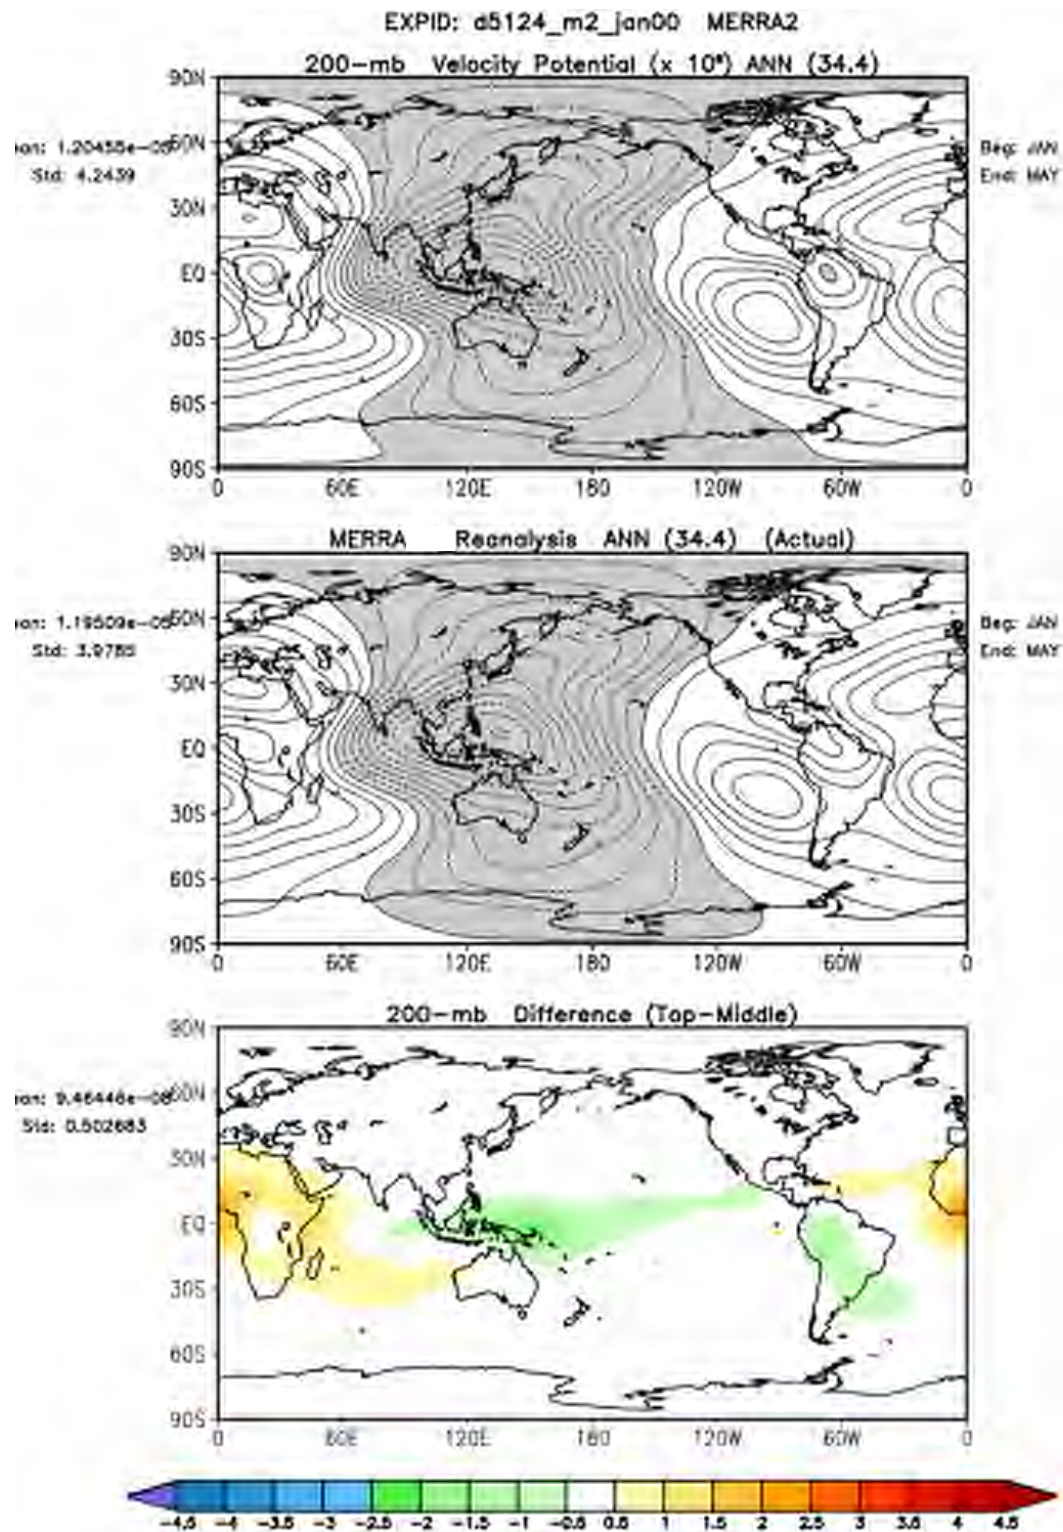 EXPID: d5124_m2_jan00 MERRA2
200-mb Velocity Potential (x 10⁶) ANN (34.4)
Std: 4.2439
Beg: JAN
End: MAY
90N
60N
30N
EQ
30S
60S
90S
0 60E 120E 180 120W 60W 0
MERRA Reanalysis ANN (34.4) (Actual)
Std: 3.9785
Beg: JAN
End: MAY
90N
60N
30N
EQ
30S
60S
90S
0 60E 120E 180 120W 60W 0
200-mb Difference (Top-Middle)
Std: 0.502683
90N
60N
30N
EQ
30S
60S
90S
0 60E 120E 180 120W 60W 0
-4.5 -4 -3.5 -3 -2.5 -2 -1.5 -1 -0.5 0.5 1 1.5 2 2.5 3 3.5 4 4.5